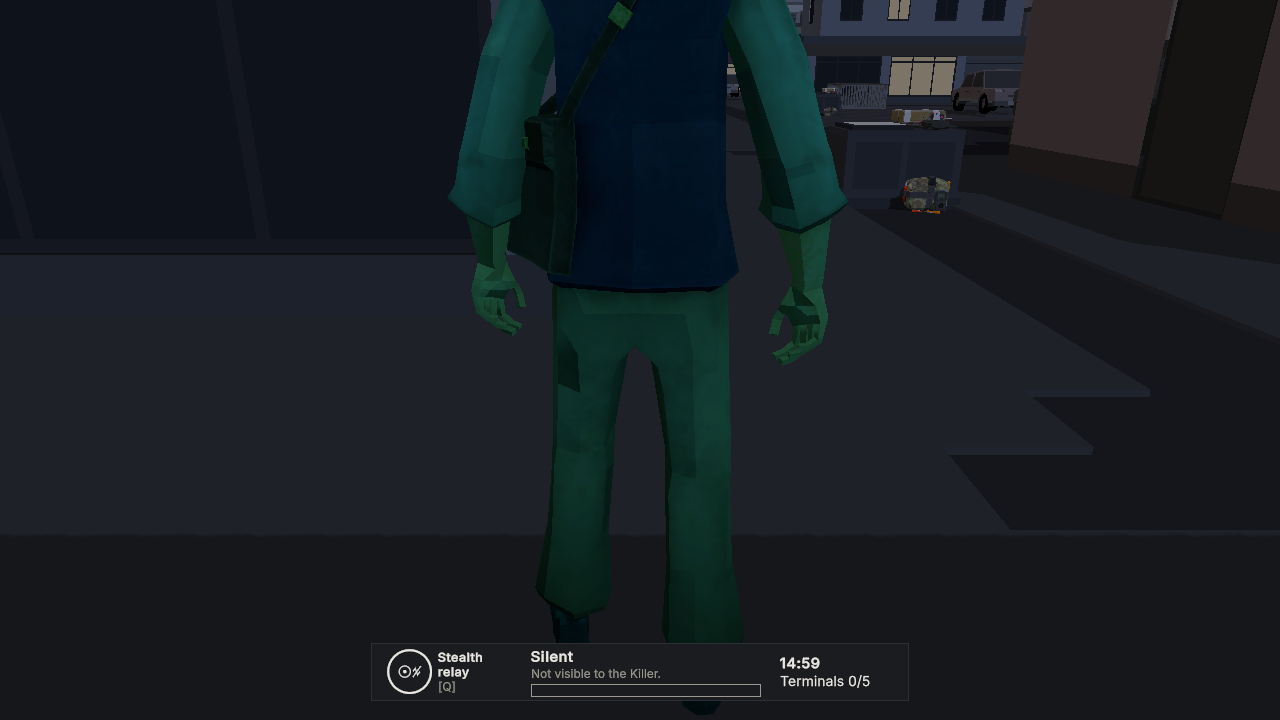 Stealth
relay
[Q]
Silent
Not visible to the Killer.
14:59
Terminals 0/5